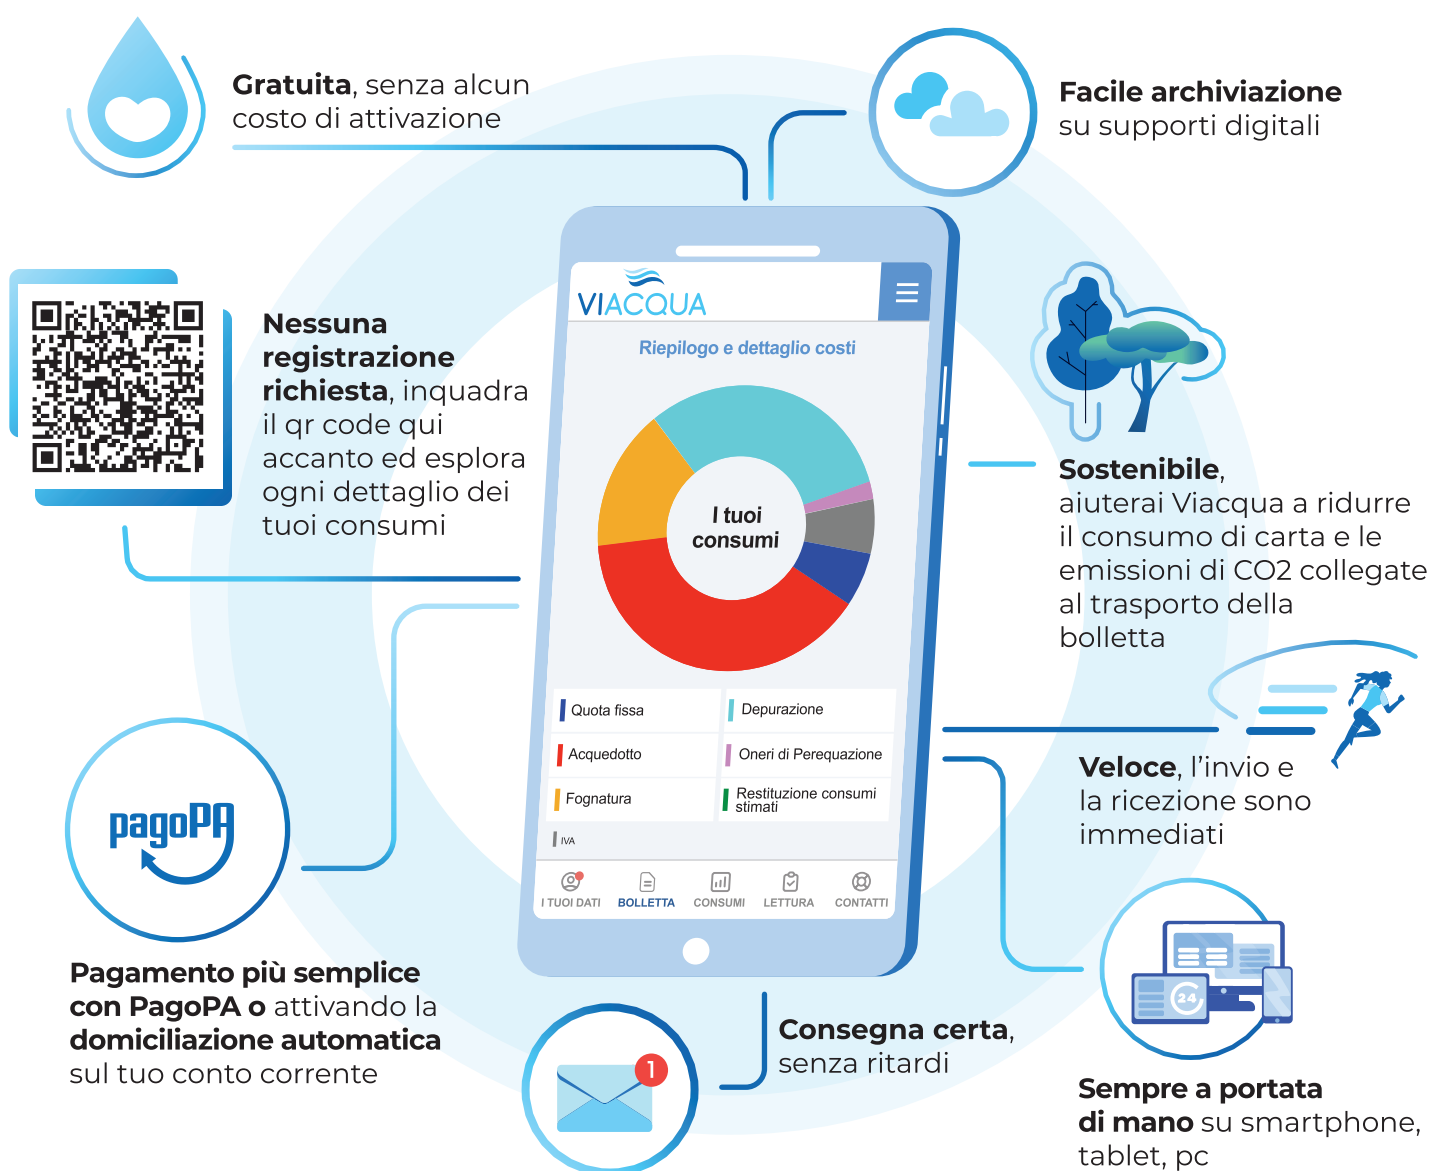 Gratuita, senza alcun
costo di attivazione
Facile archiviazione
su supporti digitali
Nessuna
registrazione
richiesta, inquadra
il qr code qui
accanto ed esplora
ogni dettaglio dei
tuoi consumi
VIACQUA
Riepilogo e dettaglio costi
I tuoi
consumi
Quota fissa
Depurazione
Acquedotto
Oneri di Perequazione
Fognatura
Restituzione consumi
stimati
IVA
I TUOI DATI
BOLLETTA
CONSUMI
LETTURA
CONTATTI
Sostenibile,
aiuterai Viacqua a ridurre
il consumo di carta e le
emissioni di CO2 collegate
al trasporto della
bolletta
Veloce, l'invio e
la ricezione sono
immediati
pagoPA
Pagamento più semplice
con PagoPA o attivando la
domiciliazione automatica
sul tuo conto corrente
1
Consegna certa,
senza ritardi
24
Sempre a portata
di mano su smartphone,
tablet, pc